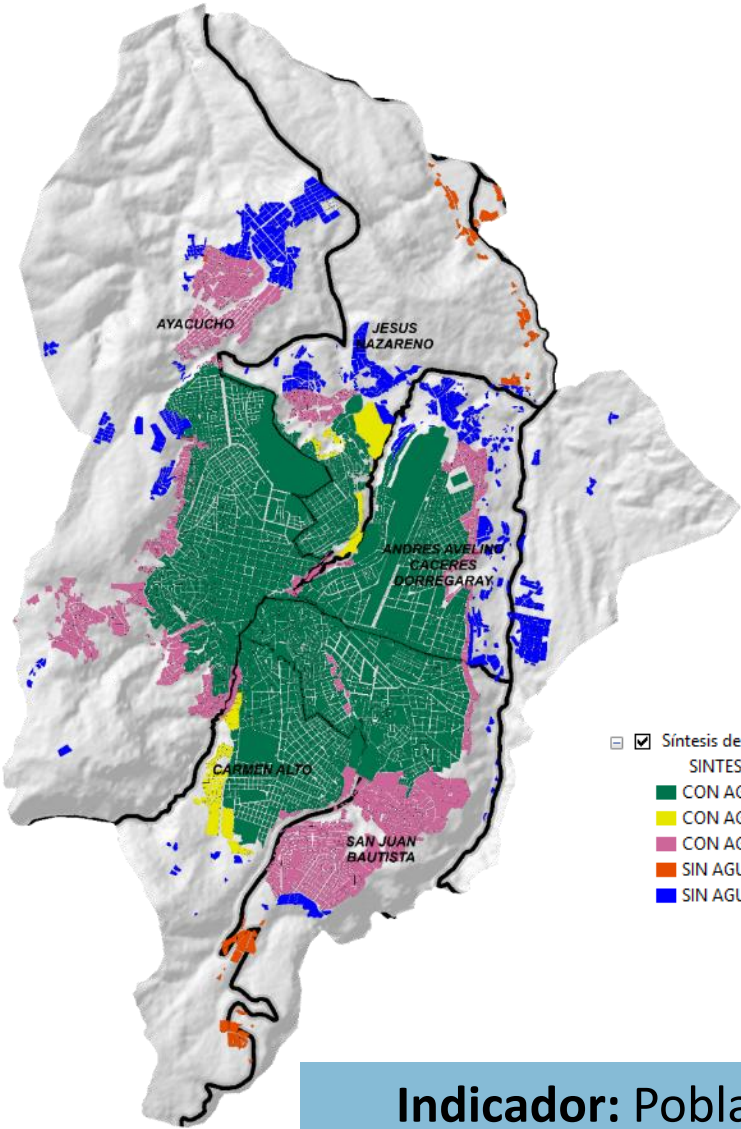 AYACUCHO
JESUS
NAZARENO
ANDRES AVELINO
CACERES
DORREGARAY
CARMEN ALTO
SAN JUAN
BAUTISTA
Síntesis de
SINTES
CON AG
CON AG
CON AG
SIN AGU
SIN AGU
Indicador: Pobla